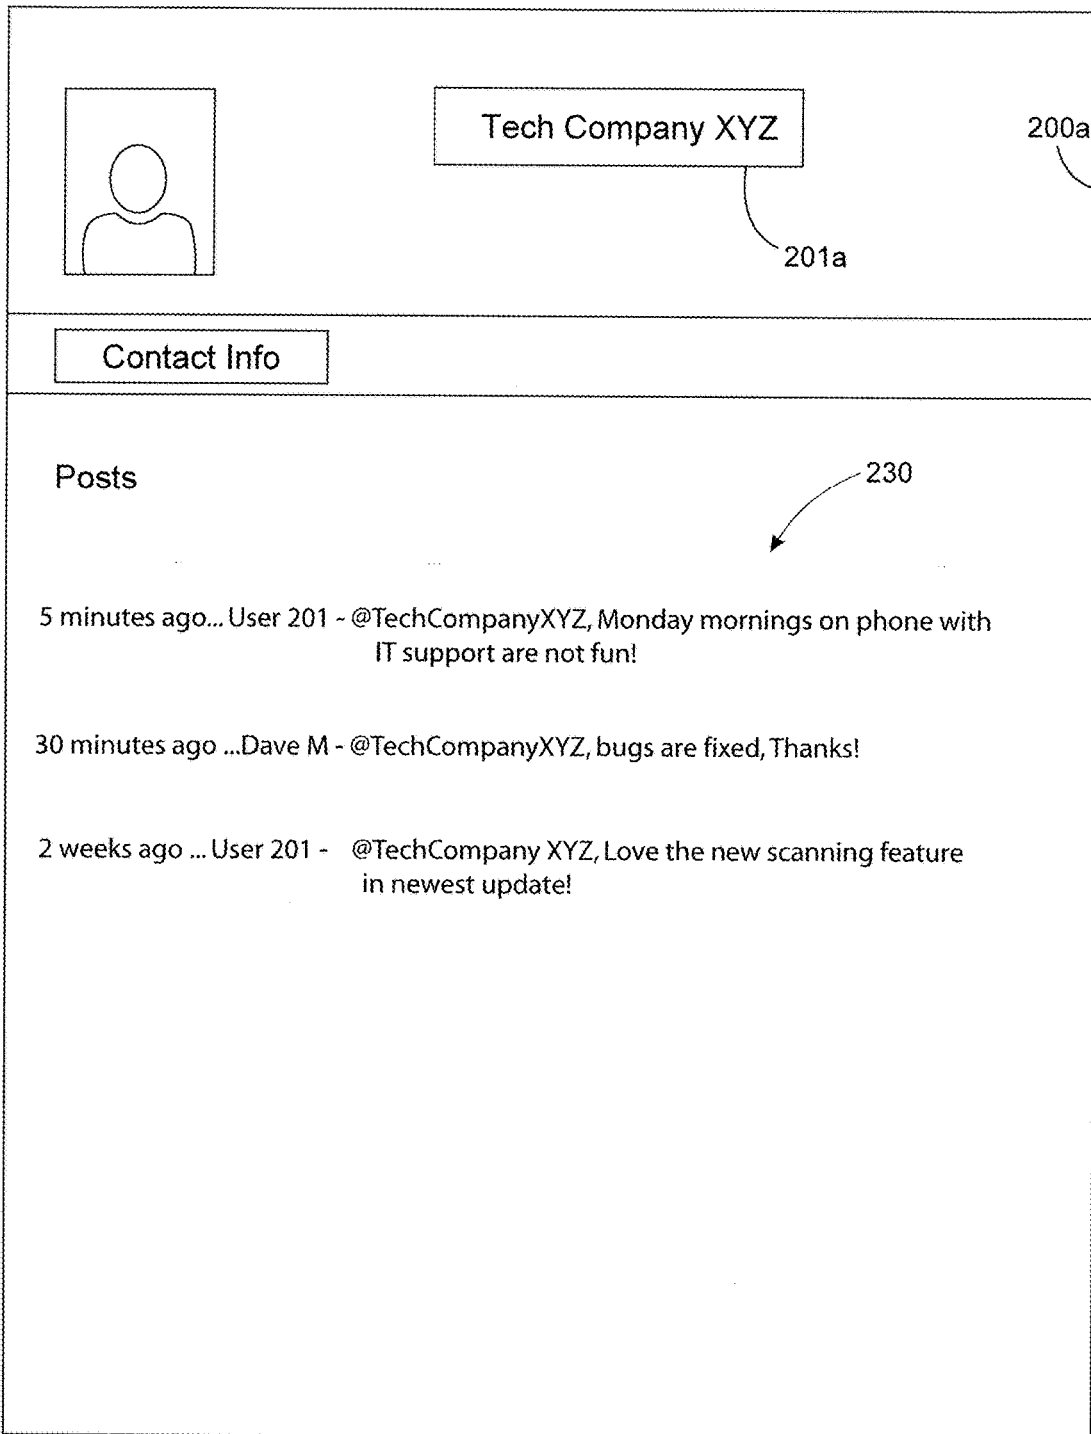 Tech Company XYZ
200a
201a
Contact Info
Posts
230
5 minutes ago... User 201 - @TechCompanyXYZ, Monday mornings on phone with
IT support are not fun!
30 minutes ago ...Dave M - @TechCompanyXYZ, bugs are fixed, Thanks!
2 weeks ago ... User 201 - @TechCompany XYZ, Love the new scanning feature
in newest update!